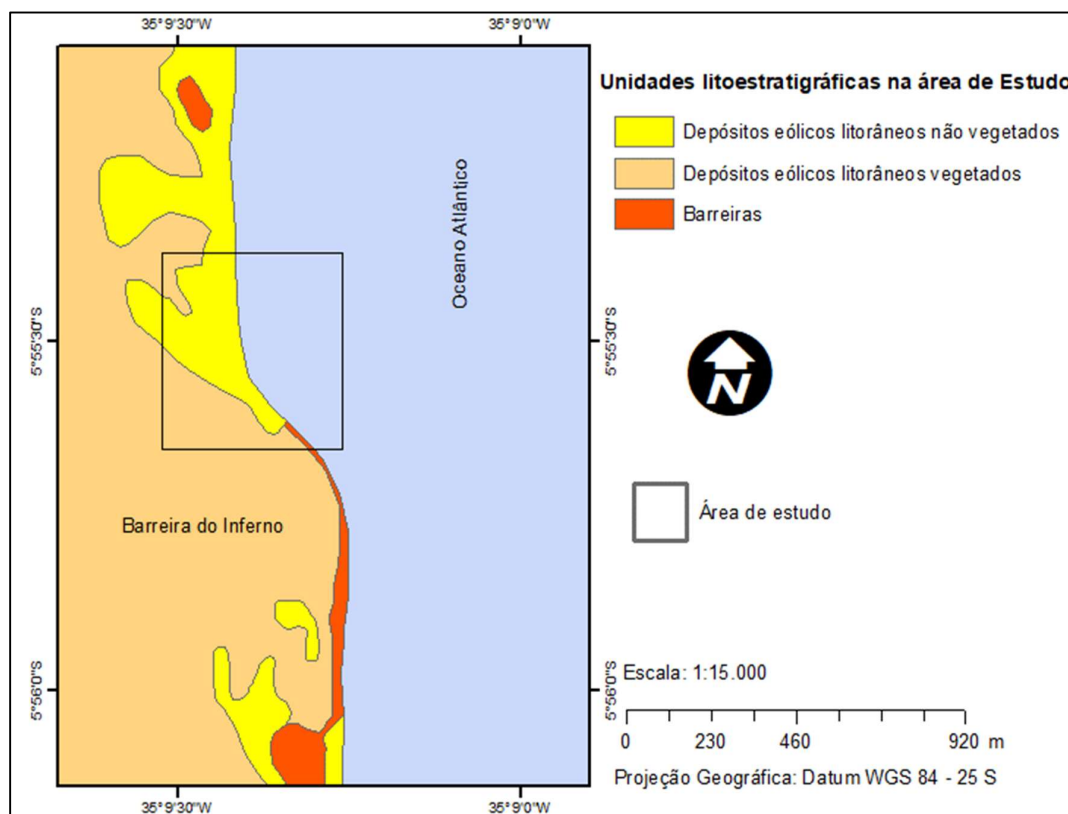 35°9'30"W
35°9'0"W
Unidades litoestratigráficas na área de Estudo
Depósitos eólicos litorâneos não vegetados
Depósitos eólicos litorâneos vegetados
Barreiras
Oceano Atlântico
5°55'30"S
5°55'30"S
N
Área de estudo
Barreira do Inferno
5°56'0"S
5°56'0"S
Escala: 1:15.000
0 230 460 920 m
Projeção Geográfica: Datum WGS 84 - 25 S
35°9'30"W
35°9'0"W